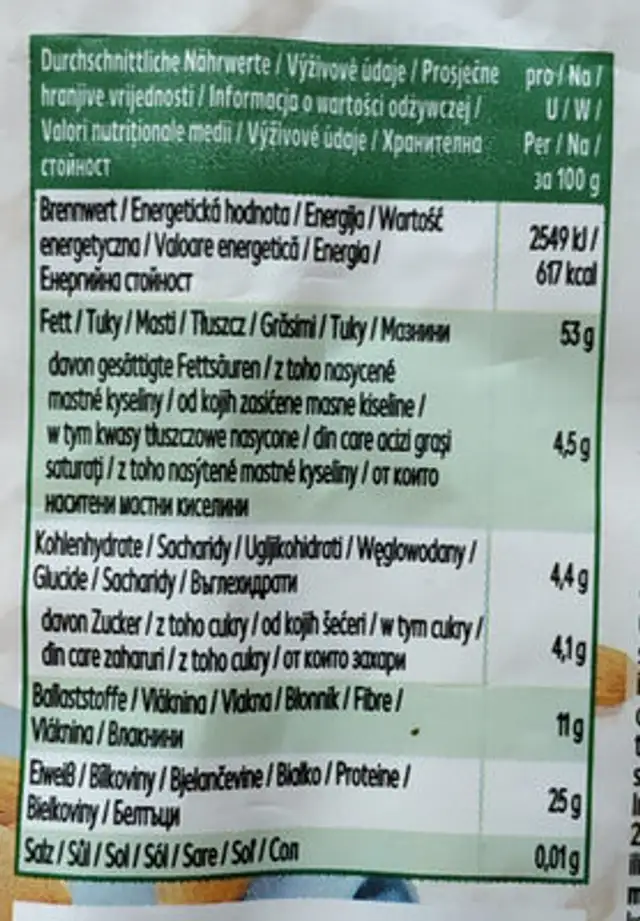 Durchschnittliche Nährwerte / Výživové údaje / Prosječne pro / Na /
hranjive vrijednosti / Informacja o wartości odżywczej / U / W /
Valori nutriționale medii / Výživové údaje / Хранителна Per / Na /
стойност за 100 g
Brennwert / Energetická hodnota / Energija / Wartość 2549 kJ /
energetyczna / Valoare energetică / Energia / 617 kcal
Енергийна стойност
Fett / Tuky / Masti / Tłuszcz / Grăsimi / Tuky / Мазнини 53 g
davon gesättigte Fettsäuren / z toho nasycené
mastné kyseliny / od kojih zasićene masne kiseline /
w tym kwasy tłuszczowe nasycone / din care acizi grași 4,5 g
saturați / z toho nasýtené mastné kyseliny / от които
наситени мастни киселини
Kohlenhydrate / Sacharidy / Ugljikohidrati / Węglowodany / 4,4 g
Glucide / Sacharidy / Въглехидрати
davon Zucker / z toho cukry / od kojih šećeri / w tym cukry / 4,1 g
din care zaharuri / z toho cukry / от които захари
Ballaststoffe / Vláknina / Vlakna / Błonnik / Fibre / 11 g
Vláknina / Влакнини
Eiweiß / Bílkoviny / Bjelančevine / Białko / Proteine / 25 g
Bielkoviny / Белтъци
Salz / Sůl / Sol / Sól / Sare / Soľ / Сол 0,01 g